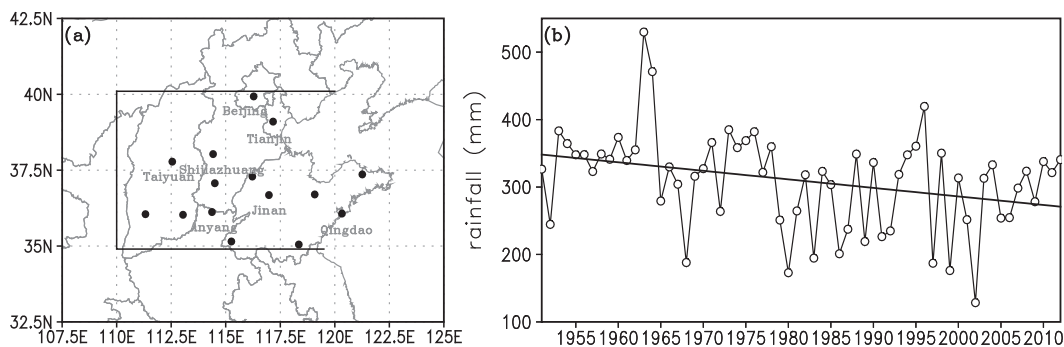 (a)
42.5N
40N
37.5N
35N
32.5N
107.5E 110E 112.5E 115E 117.5E 120E 122.5E 125E
Beijing
Tianjin
Shijiazhuang
Taiyuan
Jinan
Anyang
Qingdao
(b)
rainfall (mm)
500
400
300
200
100
1955 1960 1965 1970 1975 1980 1985 1990 1995 2000 2005 2010